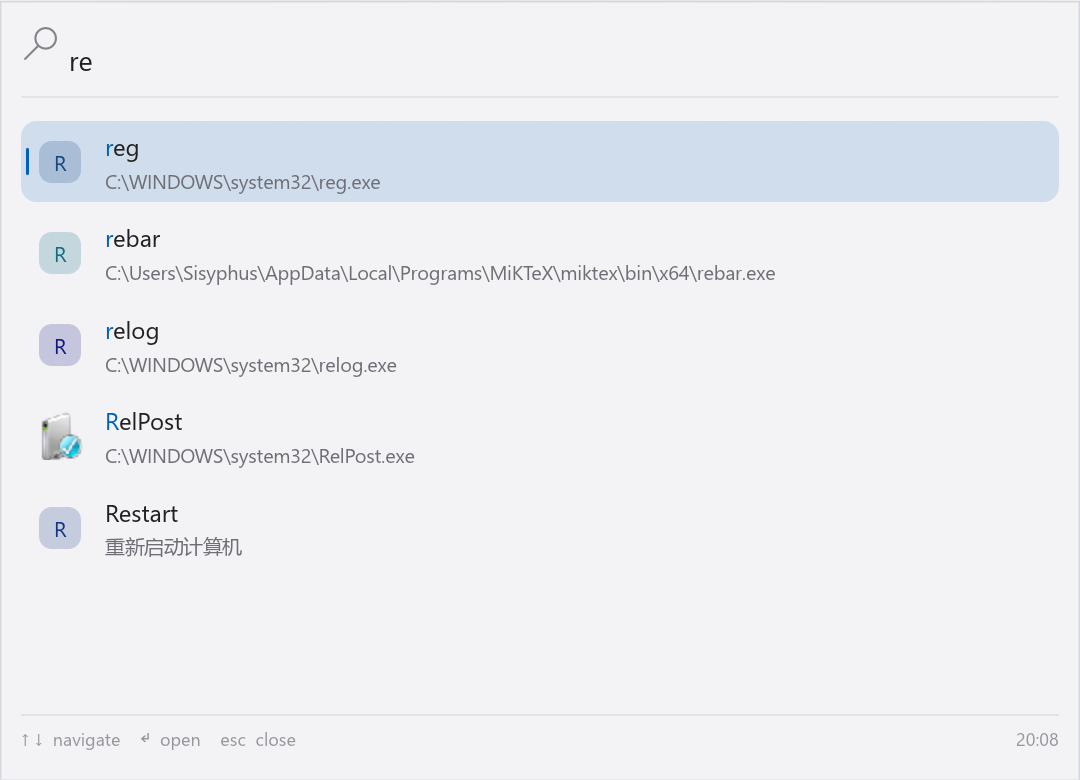 re
R
reg
C:\WINDOWS\system32\reg.exe
R
rebar
C:\Users\Sisyphus\AppData\Local\Programs\MiKTeX\miktex\bin\x64\rebar.exe
R
relog
C:\WINDOWS\system32\relog.exe
RelPost
C:\WINDOWS\system32\RelPost.exe
R
Restart
重新启动计算机
↑↓ navigate ↵ open esc close 20:08